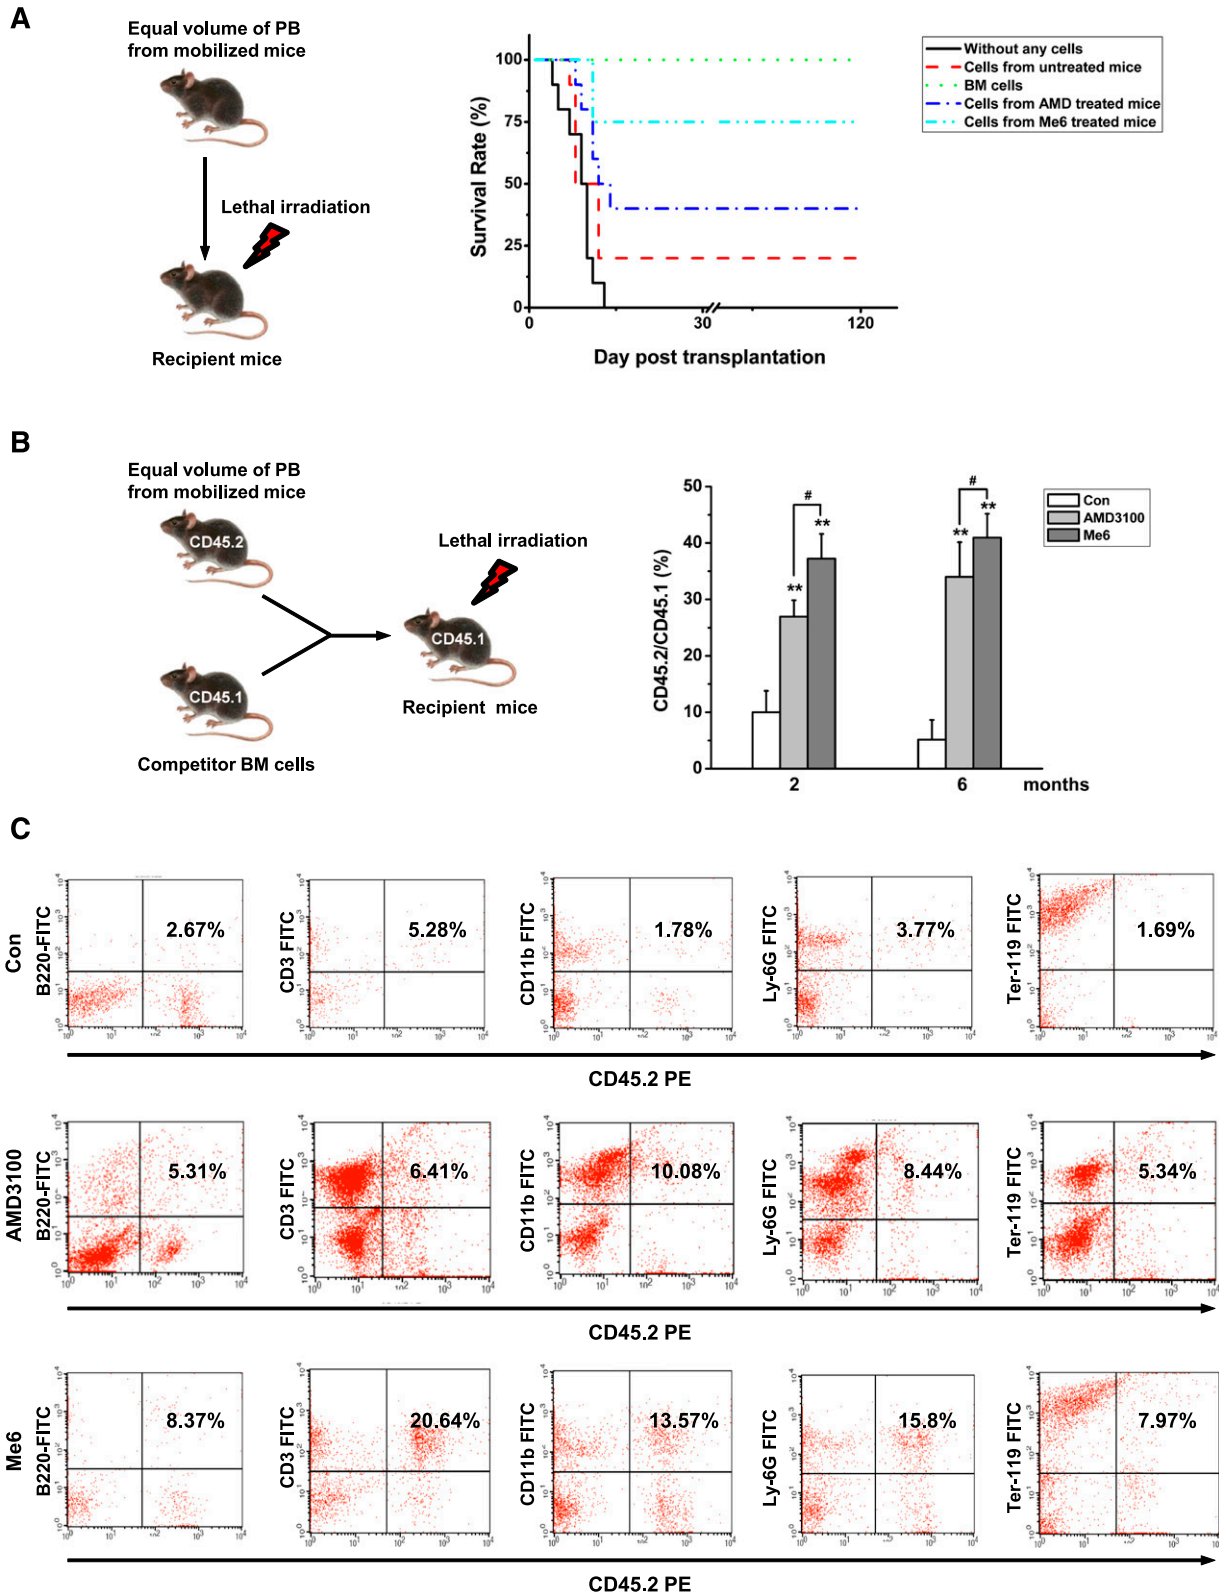 A
Equal volume of PB
from mobilized mice
Lethal irradiation
Recipient mice
Survival Rate (%)
100
75
50
25
0
0
30
120
Day post transplantation
Without any cells
Cells from untreated mice
BM cells
Cells from AMD treated mice
Cells from Me6 treated mice
B
Equal volume of PB
from mobilized mice
CD45.2
CD45.1
Competitor BM cells
Lethal irradiation
CD45.1
Recipient mice
CD45.2/CD45.1 (%)
50
40
30
20
10
0
**
#
**
**
#
**
2
6
months
Con
AMD3100
Me6
C
Con
B220-FITC
2.67%
CD3 FITC
5.28%
CD11b FITC
1.78%
Ly-6G FITC
3.77%
Ter-119 FITC
1.69%
CD45.2 PE
AMD3100
B220-FITC
5.31%
CD3 FITC
6.41%
CD11b FITC
10.08%
Ly-6G FITC
8.44%
Ter-119 FITC
5.34%
CD45.2 PE
Me6
B220-FITC
8.37%
CD3 FITC
20.64%
CD11b FITC
13.57%
Ly-6G FITC
15.8%
Ter-119 FITC
7.97%
CD45.2 PE